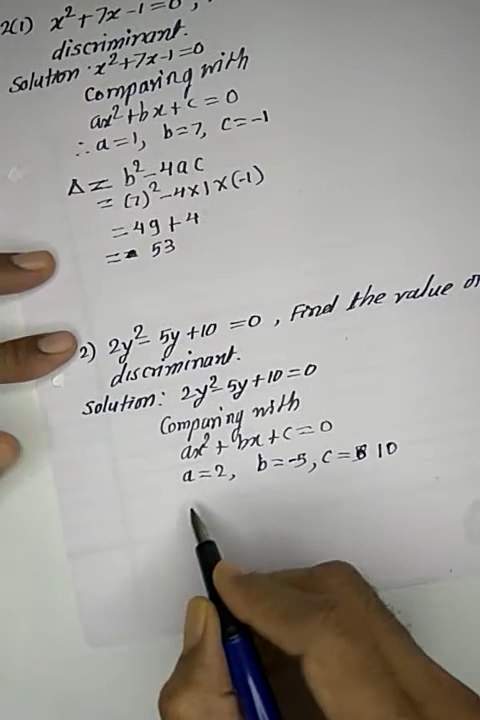 2(1) x²+7x-1=0,
discriminant.
Solution. x²+7x-1=0
Comparing with
ax²+bx+c=0
∴a=1, b=7, c=-1
Δ= b²-4ac
=(7)²-4×1×(-1)
=49+4
= 53
2) 2y²-5y+10=0, Find the value of
discriminant.
Solution: 2y²-5y+10=0
Comparing with
ax²+bx+c=0
a=2, b=-5, c= 10